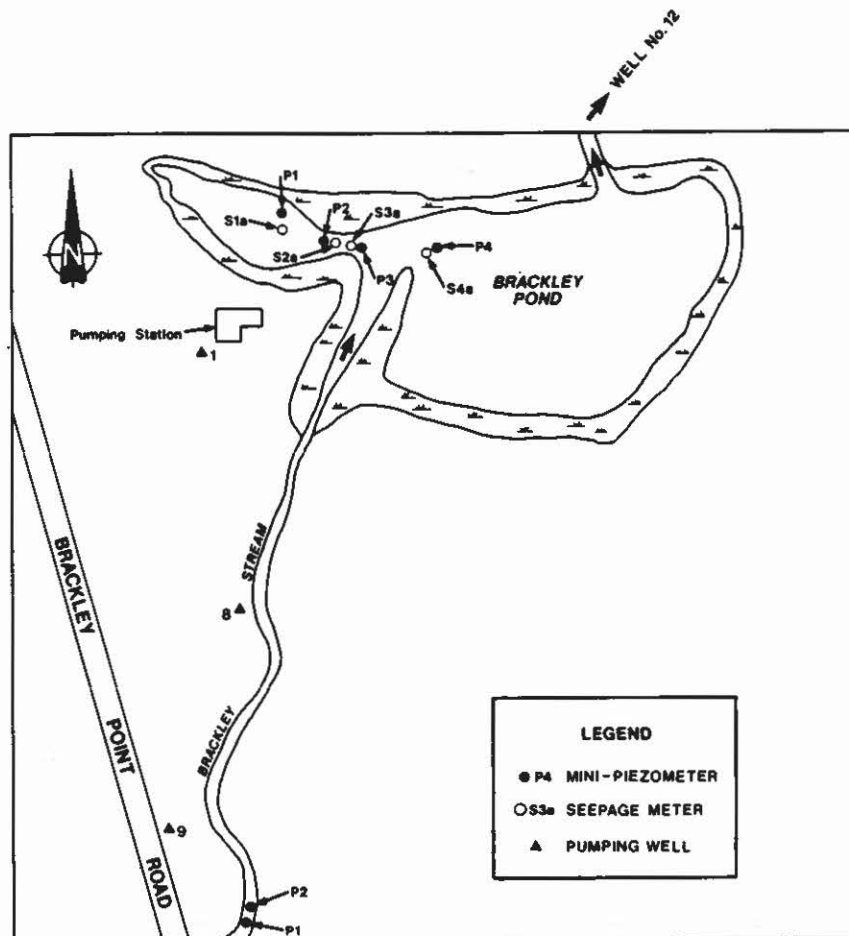 WELL No. 12
P1
P2
S3a
S1a
S2a
P3
P4
S4a
BRACKLEY
POND
N
Pumping Station
1
BRACKLEY
POINT
ROAD
STREAM
BRACKLEY
8
9
P2
P1
LEGEND
P4 MINI-PIEZOMETER
S3a SEEPAGE METER
PUMPING WELL